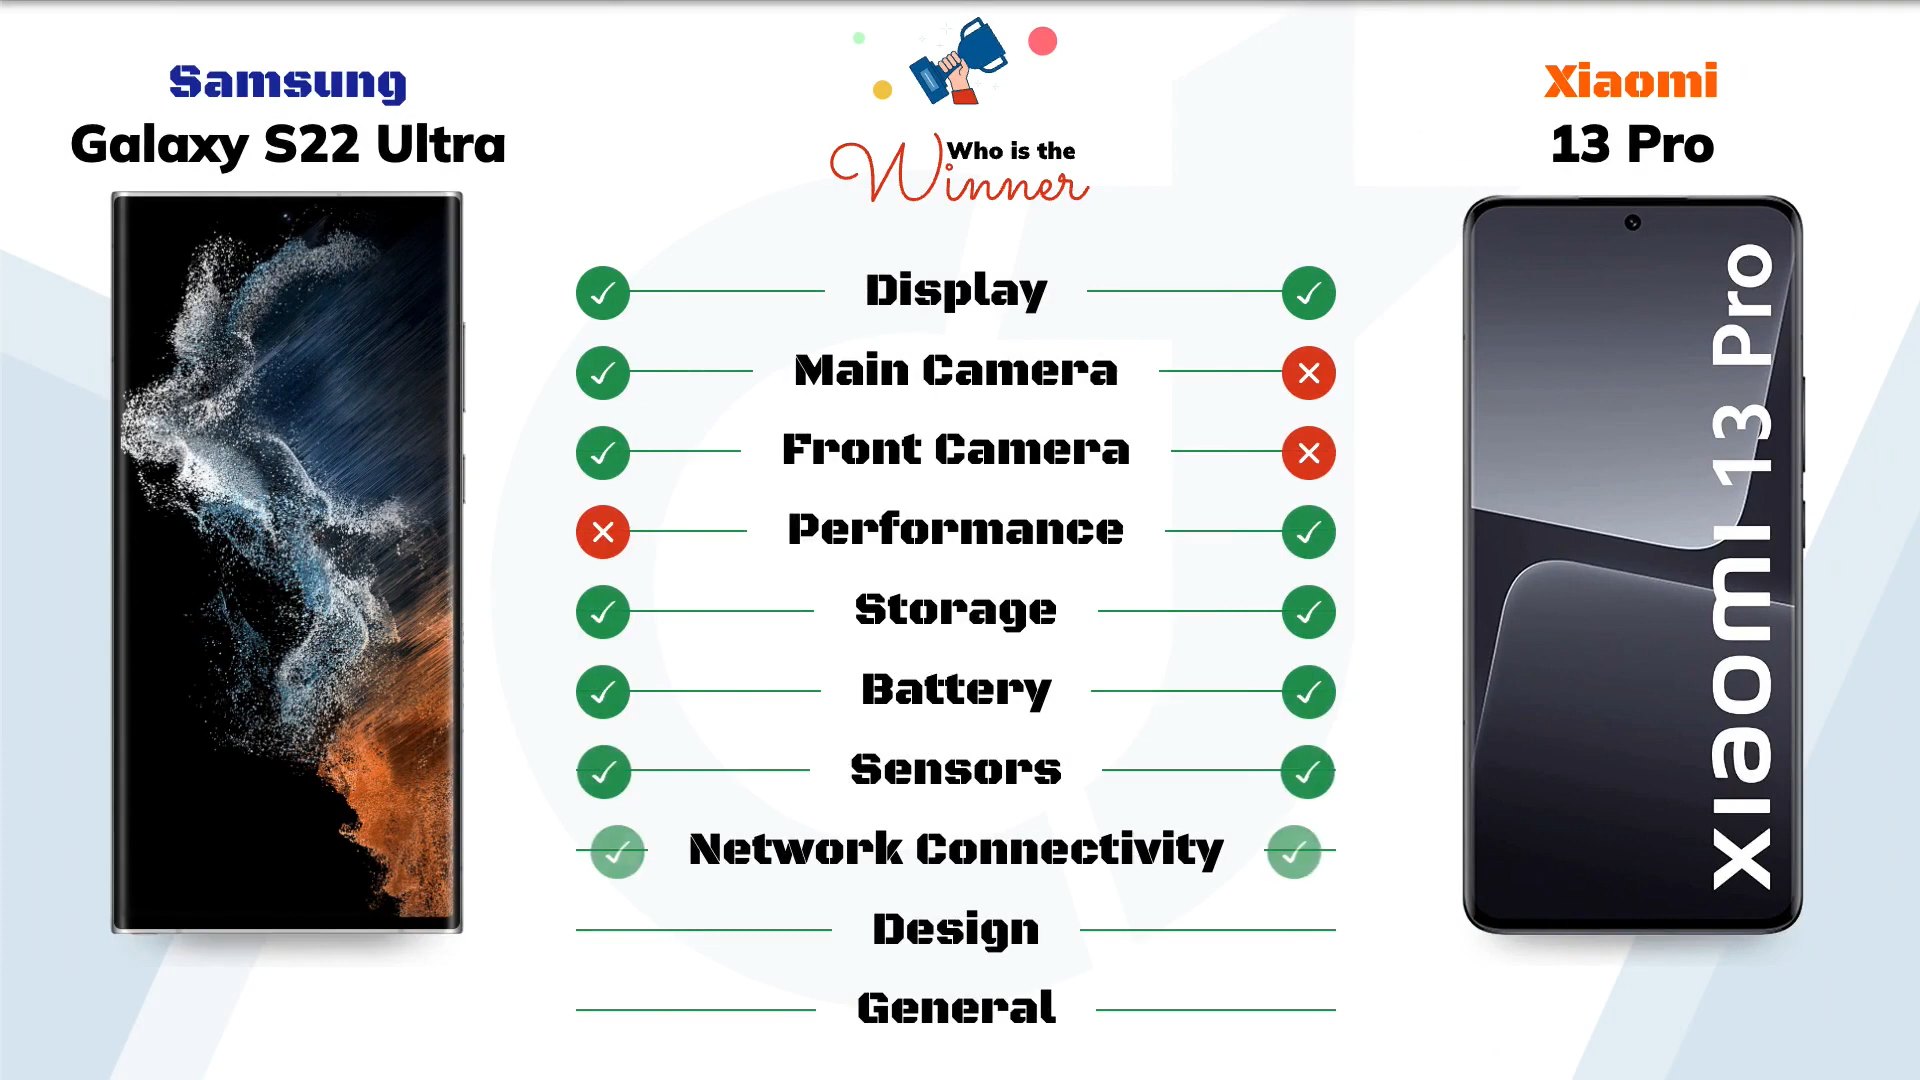 Samsung
Galaxy S22 Ultra
Who is the
Winner
Xiaomi
13 Pro
Display
Main Camera
Front Camera
Performance
Storage
Battery
Sensors
Network Connectivity
Design
General
Xiaomi 13 Pro